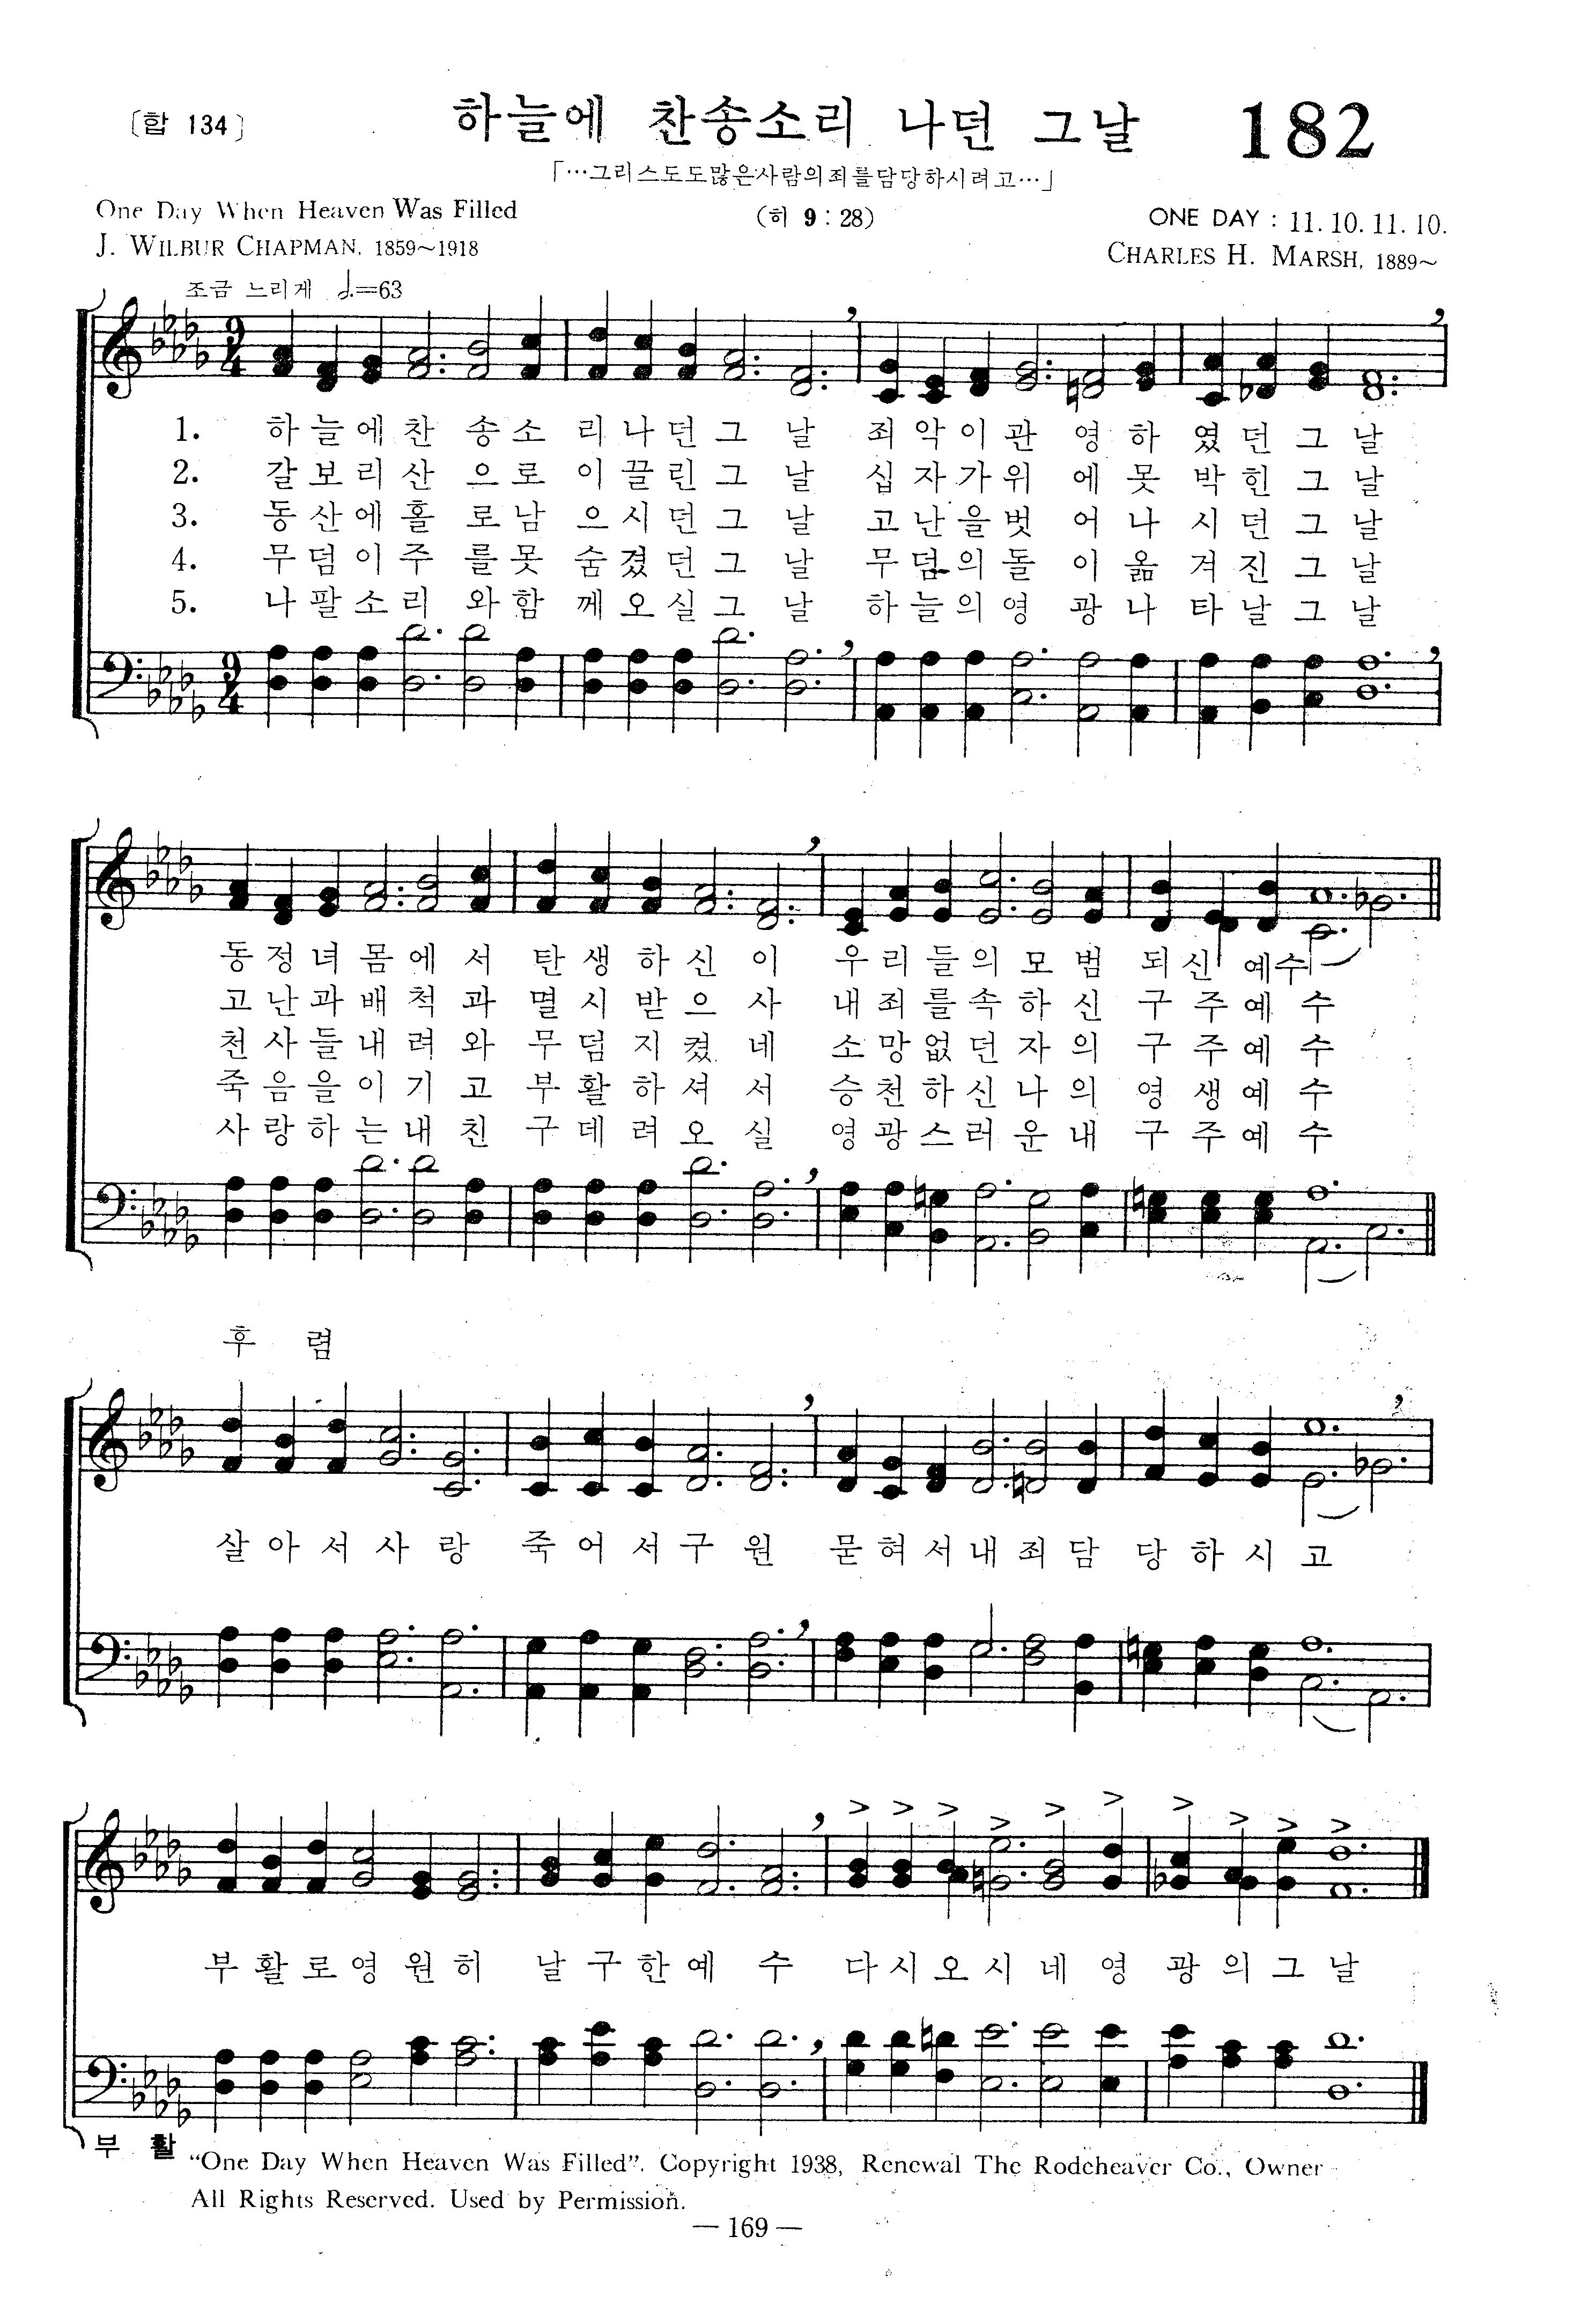 〔합 134〕 하늘에 찬송소리 나던 그날 182
「…그리스도도많은사람의죄를담당하시려고…」
One Day When Heaven Was Filled (히 9 : 28) ONE DAY : 11. 10. 11. 10.
J. WILBUR CHAPMAN, 1859~1918 CHARLES H. MARSH, 1889~
조금 느리게 𝅗𝅥.=63
1. 하늘에찬 송소 리나던그 날 죄악이관 영하 였던그 날
2. 갈보리산 으로 이끌린그 날 십자가위 에못 박힌그 날
3. 동산에홀 로남 으시던그 날 고난을벗 어나 시던그 날
4. 무덤이주 를못 숨겼던그 날 무덤의돌 이옮 겨진그 날
5. 나팔소리 와함 께오실그 날 하늘의영 광나 타날그 날
동정녀몸에서 탄생하신이 우리들의모범 되신 예수
고난과배척과 멸시받으사 내죄를속하신 구주예수
천사들내려와 무덤지켰네 소망없던자의 구주예수
죽음을이기고 부활하셔서 승천하신나의 영생예수
사랑하는내친 구데려오실 영광스러운내 구주예수
후 렴
살아서사랑 죽어서구원 묻혀서내죄담 당하시고
부활로영원히 날구한예수 다시오시네영 광의그날
부 활
“One Day When Heaven Was Filled”. Copyright 1938, Renewal The Rodeheaver Co., Owner
All Rights Reserved. Used by Permission.
— 169 —